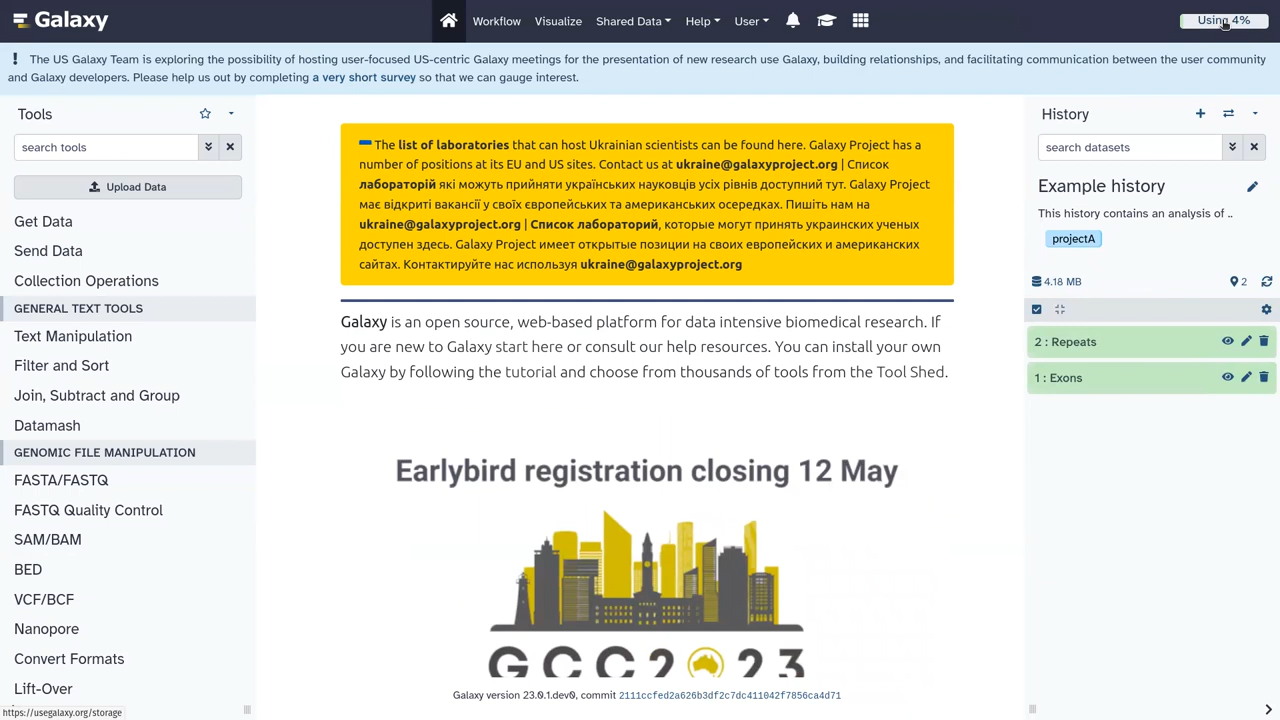 Galaxy
Workflow
Visualize
Shared Data
Help
User
Using 4%
The US Galaxy Team is exploring the possibility of hosting user-focused US-centric Galaxy meetings for the presentation of new research use Galaxy, building relationships, and facilitating communication between the user community
and Galaxy developers. Please help us out by completing a very short survey so that we can gauge interest.
Tools
search tools
Upload Data
Get Data
Send Data
Collection Operations
GENERAL TEXT TOOLS
Text Manipulation
Filter and Sort
Join, Subtract and Group
Datamash
GENOMIC FILE MANIPULATION
FASTA/FASTQ
FASTQ Quality Control
SAM/BAM
BED
VCF/BCF
Nanopore
Convert Formats
Lift-Over
https://usegalaxy.org/storage
The list of laboratories that can host Ukrainian scientists can be found here. Galaxy Project has a
number of positions at its EU and US sites. Contact us at ukraine@galaxyproject.org | Список
лабораторій які можуть прийняти українських науковців усіх рівнів доступний тут. Galaxy Project
має відкриті вакансії у своїх європейських та американських осередках. Пишіть нам на
ukraine@galaxyproject.org | Список лабораторий, которые могут принять украинских ученых
доступен здесь. Galaxy Project имеет открытые позиции на своих европейских и американских
сайтах. Контактируйте нас используя ukraine@galaxyproject.org
Galaxy is an open source, web-based platform for data intensive biomedical research. If
you are new to Galaxy start here or consult our help resources. You can install your own
Galaxy by following the tutorial and choose from thousands of tools from the Tool Shed.
Earlybird registration closing 12 May
GCC2023
Galaxy version 23.0.1.dev0, commit 2111ccfed2a626b3df2c7dc411042f7856ca4d71
History
search datasets
Example history
This history contains an analysis of ..
projectA
4.18 MB
2
2 : Repeats
1 : Exons